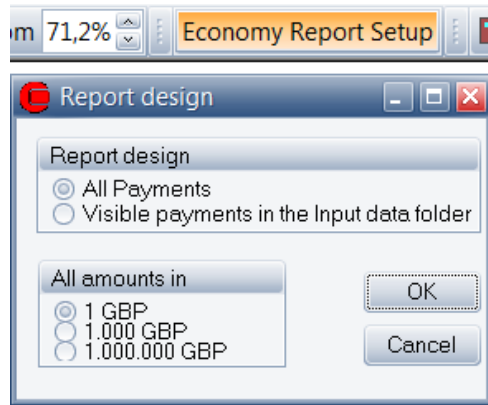 m 71,2% Economy Report Setup
Report design
Report design
All Payments
Visible payments in the Input data folder
All amounts in
1 GBP
1.000 GBP
1.000.000 GBP
OK
Cancel